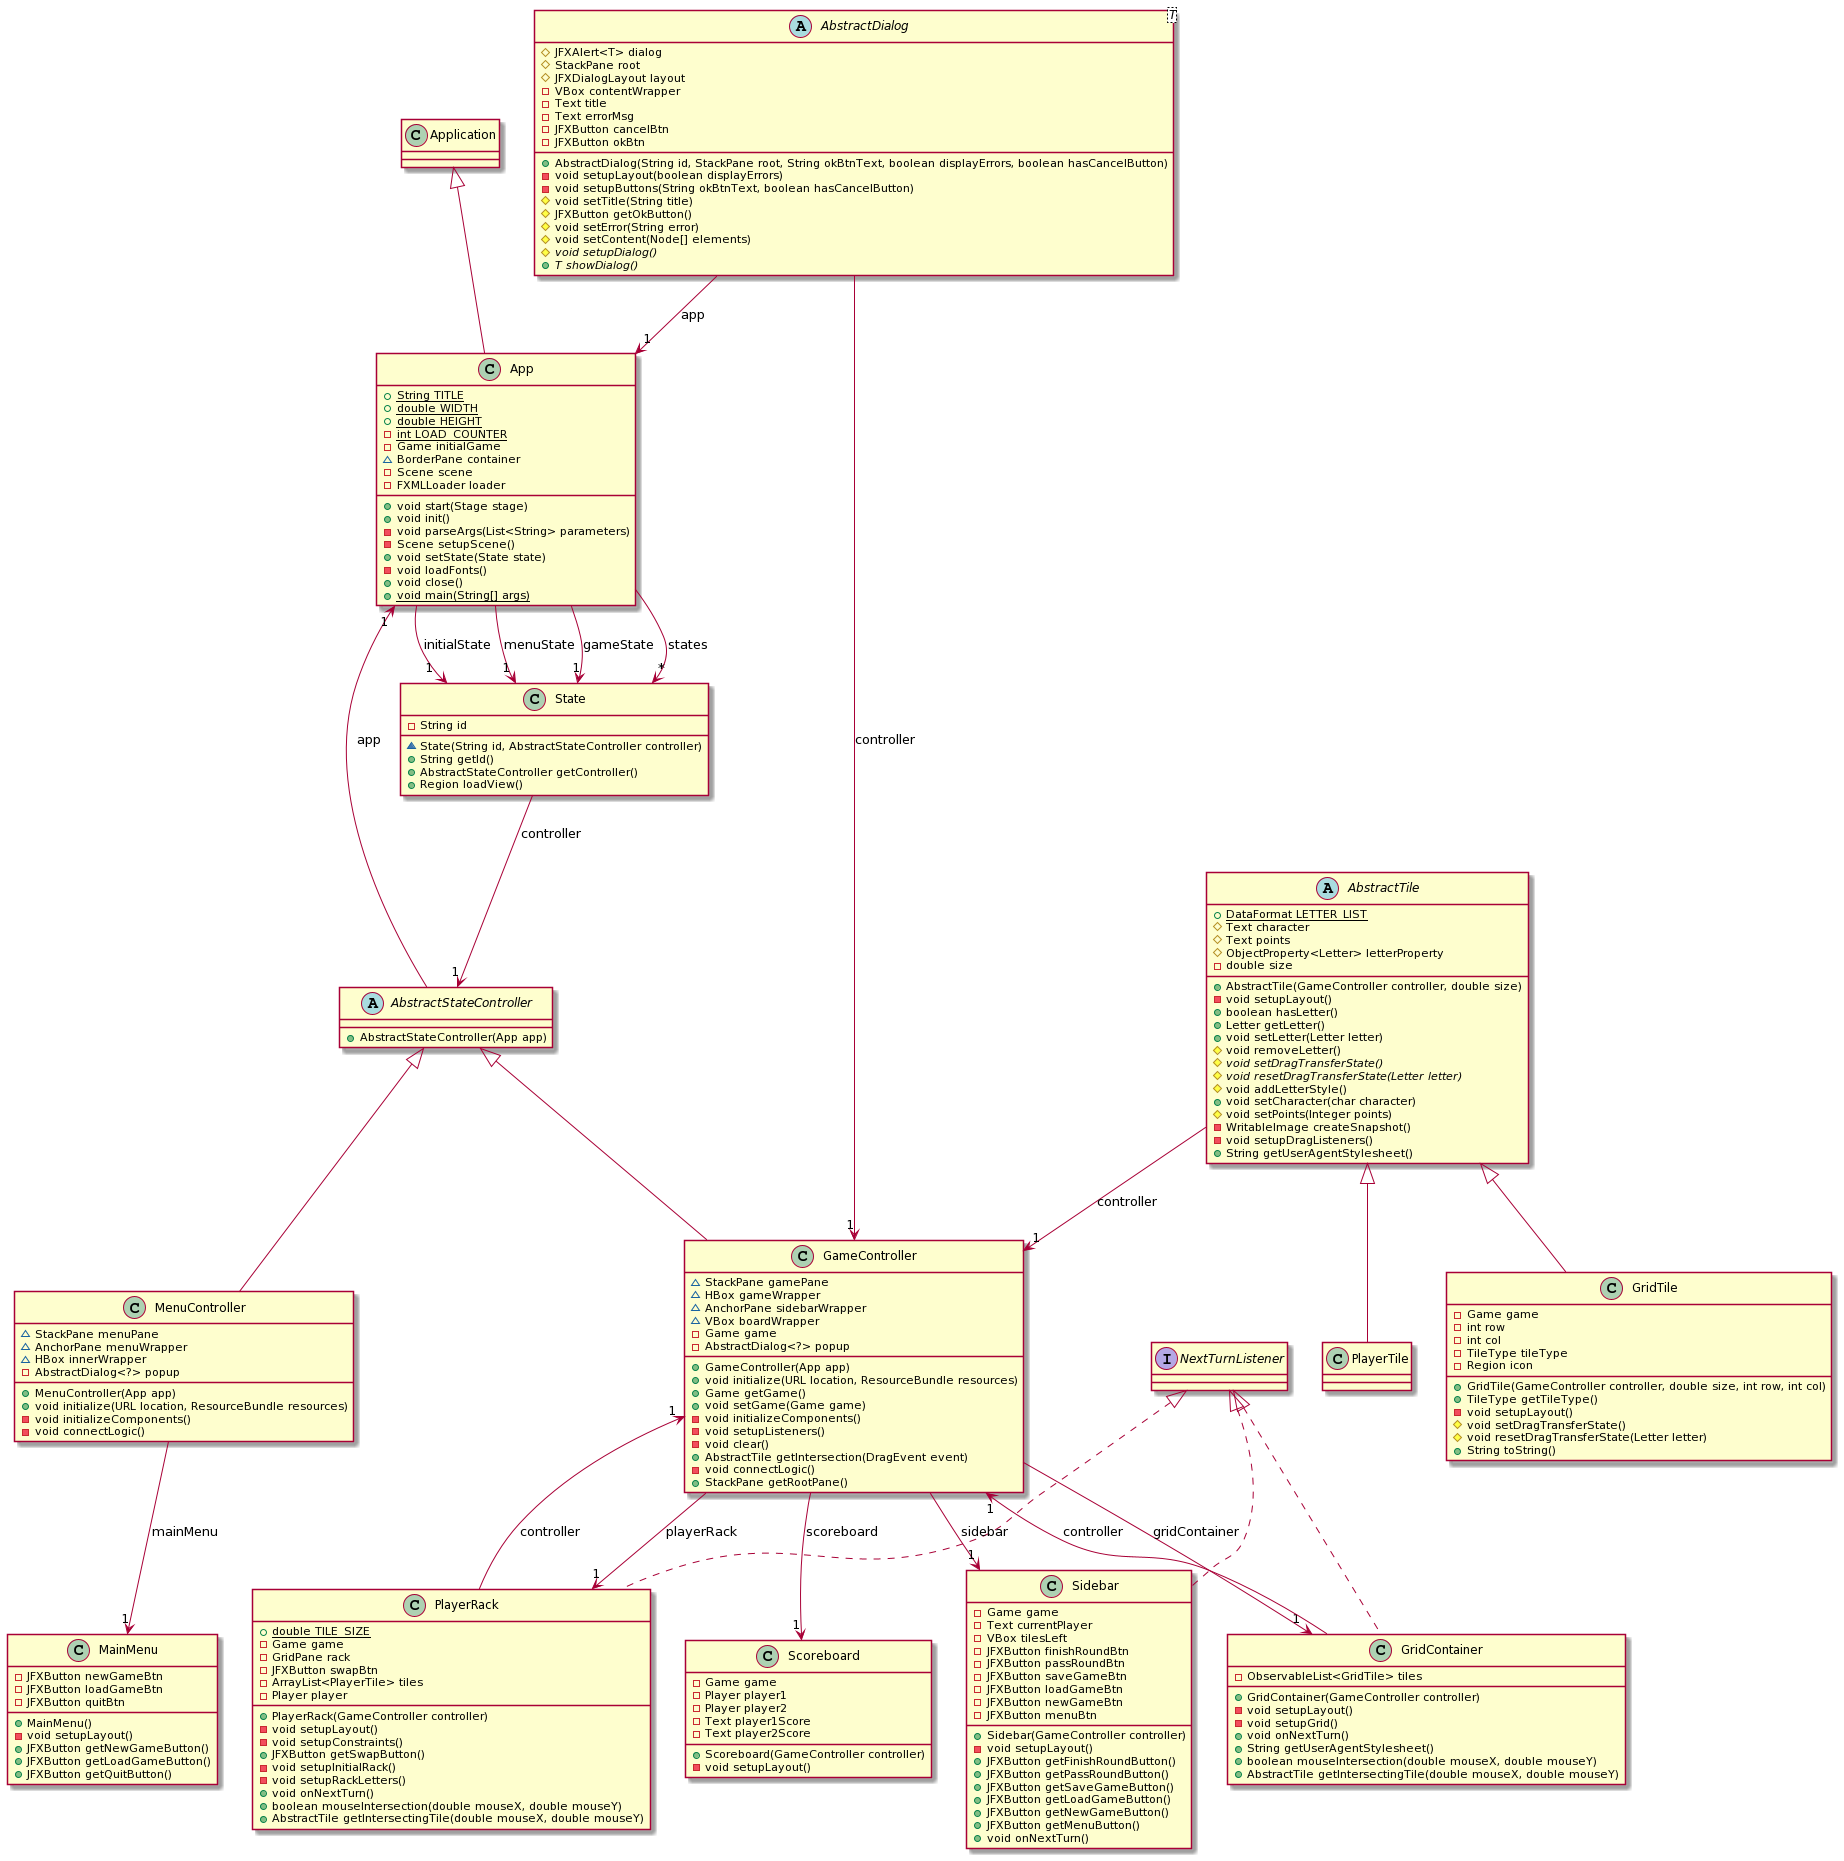 T
A AbstractDialog
JFXAlert<T> dialog
StackPane root
JFXDialogLayout layout
VBox contentWrapper
Text title
Text errorMsg
JFXButton cancelBtn
JFXButton okBtn
AbstractDialog(String id, StackPane root, String okBtnText, boolean displayErrors, boolean hasCancelButton)
void setupLayout(boolean displayErrors)
void setupButtons(String okBtnText, boolean hasCancelButton)
void setTitle(String title)
JFXButton getOkButton()
void setError(String error)
void setContent(Node[] elements)
void setupDialog()
T showDialog()
C Application
app
1
C App
String TITLE
double WIDTH
double HEIGHT
int LOAD_COUNTER
Game initialGame
BorderPane container
Scene scene
FXMLLoader loader
void start(Stage stage)
void init()
void parseArgs(List<String> parameters)
Scene setupScene()
void setState(State state)
void loadFonts()
void close()
void main(String[] args)
1
initialState
menuState
gameState
states
1
1
1
*
C State
String id
State(String id, AbstractStateController controller)
String getId()
AbstractStateController getController()
Region loadView()
app
controller
controller
1
A AbstractStateController
AbstractStateController(App app)
A AbstractTile
DataFormat LETTER_LIST
Text character
Text points
ObjectProperty<Letter> letterProperty
double size
AbstractTile(GameController controller, double size)
void setupLayout()
boolean hasLetter()
Letter getLetter()
void setLetter(Letter letter)
void removeLetter()
void setDragTransferState()
void resetDragTransferState(Letter letter)
void addLetterStyle()
void setCharacter(char character)
void setPoints(Integer points)
WritableImage createSnapshot()
void setupDragListeners()
String getUserAgentStylesheet()
controller
1
1
C MenuController
StackPane menuPane
AnchorPane menuWrapper
HBox innerWrapper
AbstractDialog<?> popup
MenuController(App app)
void initialize(URL location, ResourceBundle resources)
void initializeComponents()
void connectLogic()
C GameController
StackPane gamePane
HBox gameWrapper
AnchorPane sidebarWrapper
VBox boardWrapper
Game game
AbstractDialog<?> popup
GameController(App app)
void initialize(URL location, ResourceBundle resources)
Game getGame()
void setGame(Game game)
void initializeComponents()
void setupListeners()
void clear()
AbstractTile getIntersection(DragEvent event)
void connectLogic()
StackPane getRootPane()
I NextTurnListener
C PlayerTile
C GridTile
Game game
int row
int col
TileType tileType
Region icon
GridTile(GameController controller, double size, int row, int col)
TileType getTileType()
void setupLayout()
void setDragTransferState()
void resetDragTransferState(Letter letter)
String toString()
1
1
mainMenu
controller
playerRack
scoreboard
sidebar
controller
gridContainer
1
1
1
1
1
C MainMenu
JFXButton newGameBtn
JFXButton loadGameBtn
JFXButton quitBtn
MainMenu()
void setupLayout()
JFXButton getNewGameButton()
JFXButton getLoadGameButton()
JFXButton getQuitButton()
C PlayerRack
double TILE_SIZE
Game game
GridPane rack
JFXButton swapBtn
ArrayList<PlayerTile> tiles
Player player
PlayerRack(GameController controller)
void setupLayout()
void setupConstraints()
JFXButton getSwapButton()
void setupInitialRack()
void setupRackLetters()
void onNextTurn()
boolean mouseIntersection(double mouseX, double mouseY)
AbstractTile getIntersectingTile(double mouseX, double mouseY)
C Scoreboard
Game game
Player player1
Player player2
Text player1Score
Text player2Score
Scoreboard(GameController controller)
void setupLayout()
C Sidebar
Game game
Text currentPlayer
VBox tilesLeft
JFXButton finishRoundBtn
JFXButton passRoundBtn
JFXButton saveGameBtn
JFXButton loadGameBtn
JFXButton newGameBtn
JFXButton menuBtn
Sidebar(GameController controller)
void setupLayout()
JFXButton getFinishRoundButton()
JFXButton getPassRoundButton()
JFXButton getSaveGameButton()
JFXButton getLoadGameButton()
JFXButton getNewGameButton()
JFXButton getMenuButton()
void onNextTurn()
C GridContainer
ObservableList<GridTile> tiles
GridContainer(GameController controller)
void setupLayout()
void setupGrid()
void onNextTurn()
String getUserAgentStylesheet()
boolean mouseIntersection(double mouseX, double mouseY)
AbstractTile getIntersectingTile(double mouseX, double mouseY)